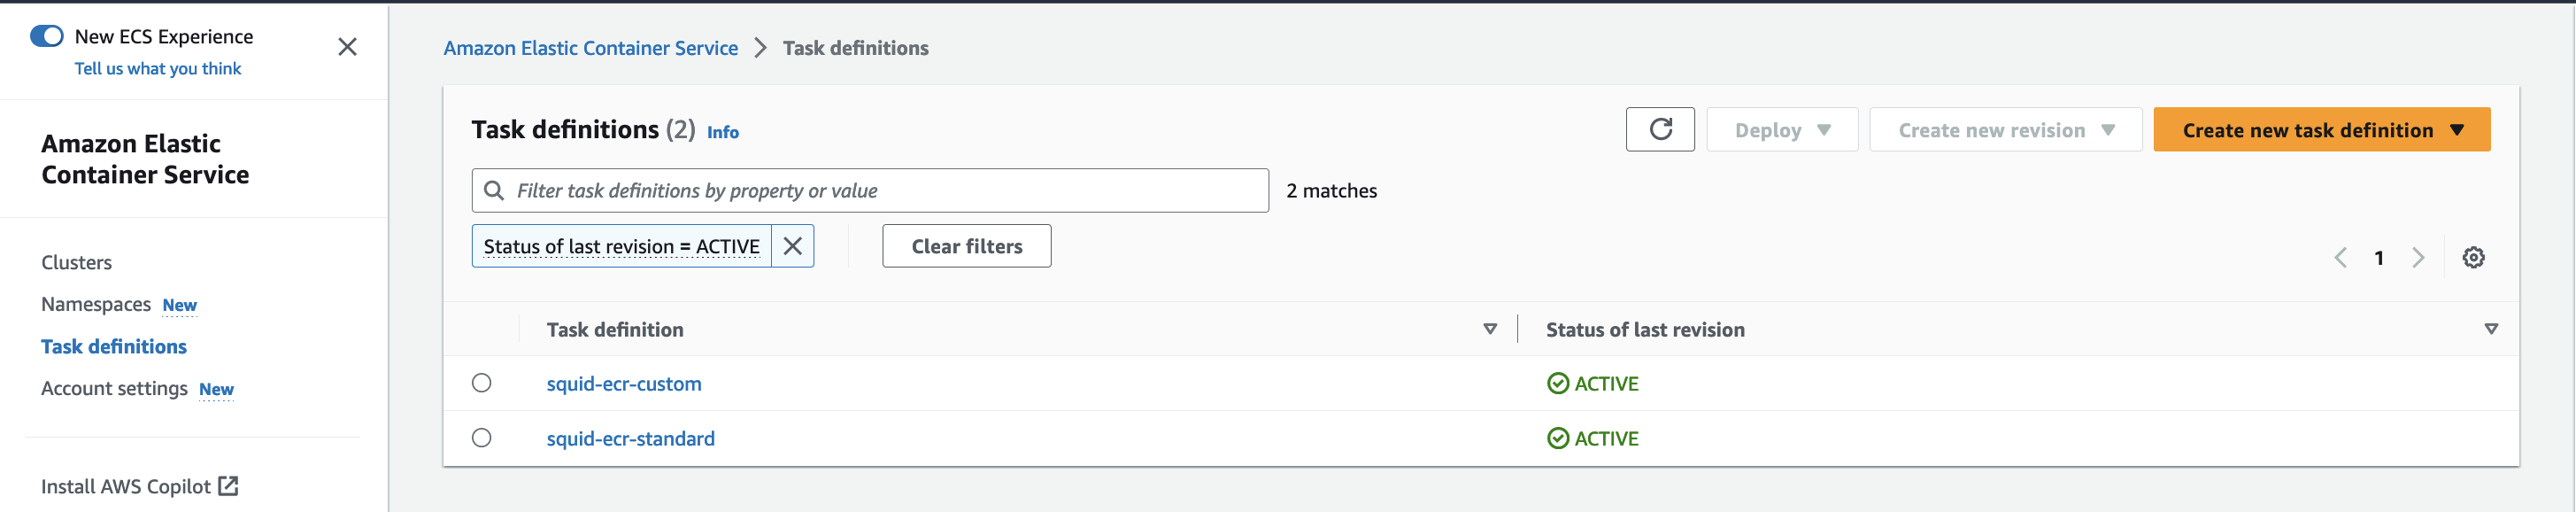 New ECS Experience
Tell us what you think
Amazon Elastic
Container Service
Clusters
Namespaces New
Task definitions
Account settings New
Install AWS Copilot
Amazon Elastic Container Service > Task definitions
Task definitions (2) Info
Deploy
Create new revision
Create new task definition
Filter task definitions by property or value
2 matches
Status of last revision = ACTIVE
Clear filters
1
Task definition Status of last revision
squid-ecr-custom ACTIVE
squid-ecr-standard ACTIVE